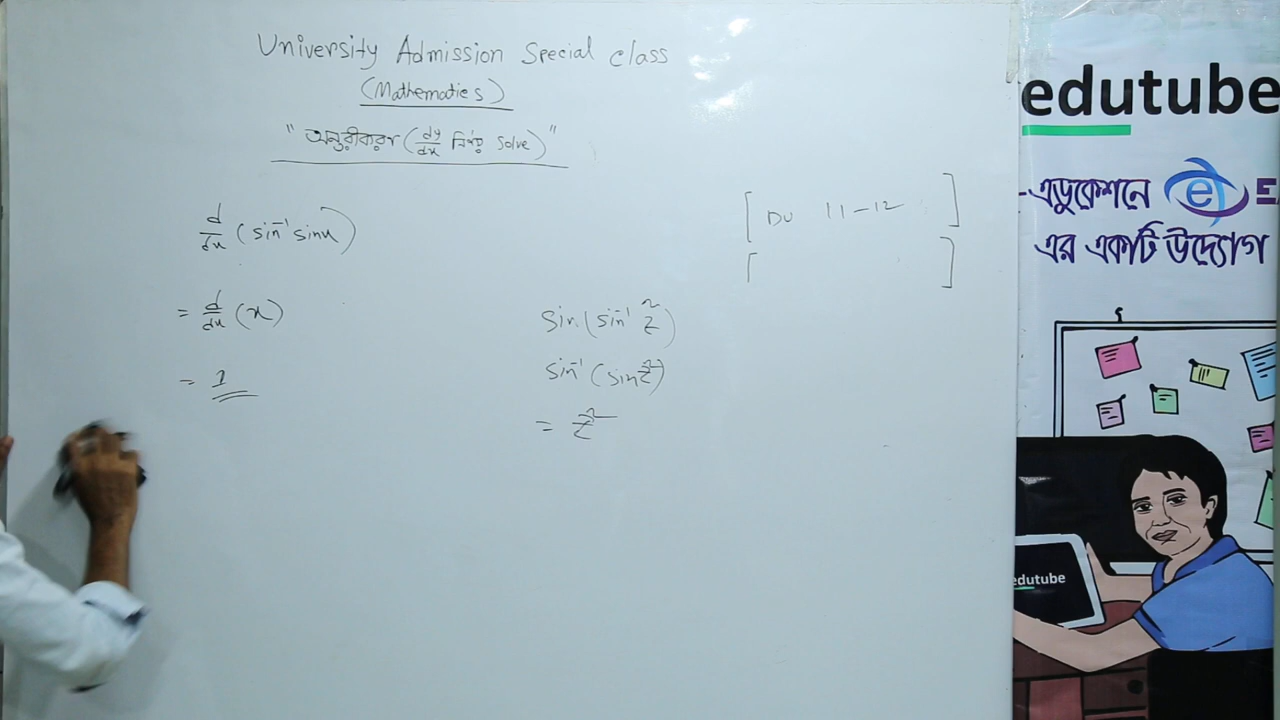 University Admission Special class
(Mathematics)
"অন্তরীকরণ (dy/dx নির্ণয় Solve)"
d/dx (sin⁻¹ sinx)
= d/dx (x)
= 1
[DU 11-12]
[ ]
sin(sin⁻¹ z²)
sin⁻¹ (sin z²)
= z²
edutube
-এডুকেশনে e E
এর একটি উদ্যোগ
edutube